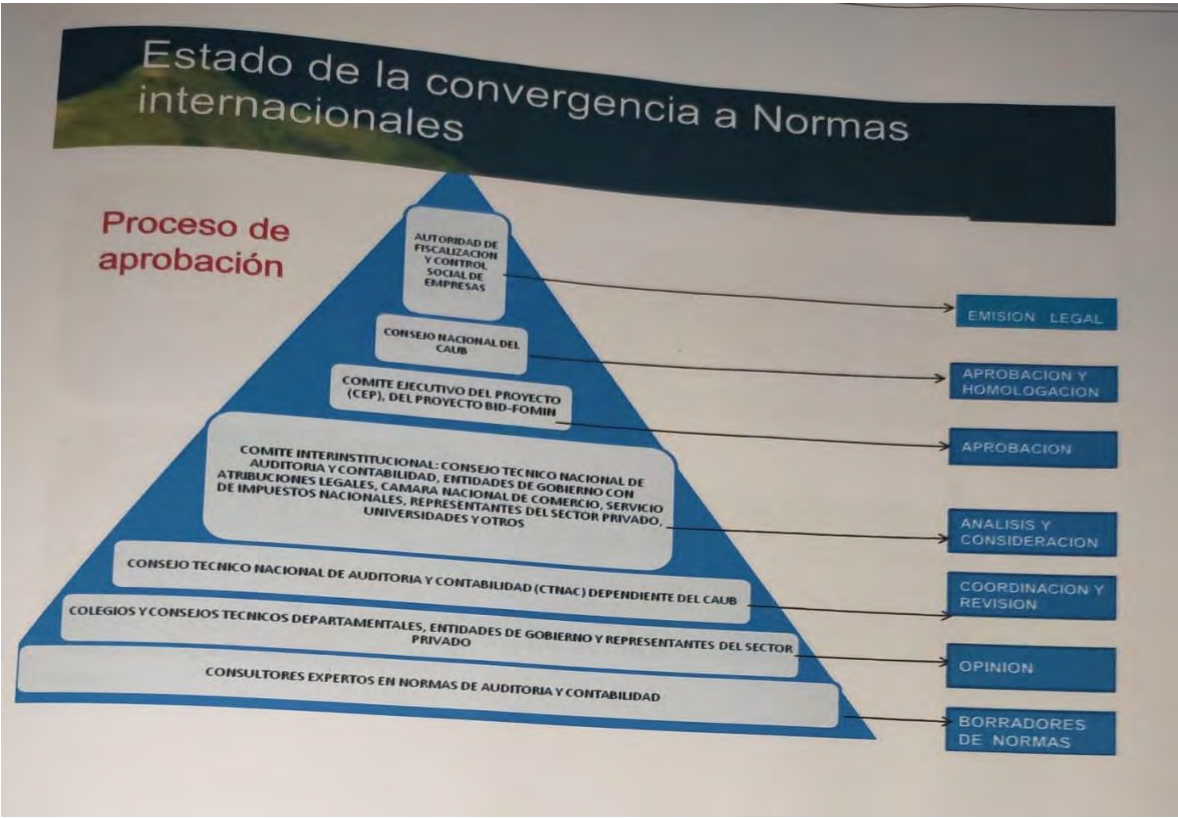 Estado de la convergencia a Normas
internacionales
Proceso de
aprobación
AUTORIDAD DE
FISCALIZACION
Y CONTROL
SOCIAL DE
EMPRESAS
EMISION LEGAL
CONSEJO NACIONAL DEL
CAUB
APROBACION Y
HOMOLOGACION
COMITE EJECUTIVO DEL PROYECTO
(CEP), DEL PROYECTO BID-FOMIN
APROBACION
COMITE INTERINSTITUCIONAL: CONSEJO TECNICO NACIONAL DE
AUDITORIA Y CONTABILIDAD, ENTIDADES DE GOBIERNO CON
ATRIBUCIONES LEGALES, CAMARA NACIONAL DE COMERCIO, SERVICIO
DE IMPUESTOS NACIONALES, REPRESENTANTES DEL SECTOR PRIVADO,
UNIVERSIDADES Y OTROS
ANALISIS Y
CONSIDERACION
CONSEJO TECNICO NACIONAL DE AUDITORIA Y CONTABILIDAD (CTNAC) DEPENDIENTE DEL CAUB
COORDINACION Y
REVISION
COLEGIOS Y CONSEJOS TECNICOS DEPARTAMENTALES, ENTIDADES DE GOBIERNO Y REPRESENTANTES DEL SECTOR
PRIVADO
OPINION
CONSULTORES EXPERTOS EN NORMAS DE AUDITORIA Y CONTABILIDAD
BORRADORES
DE NORMAS